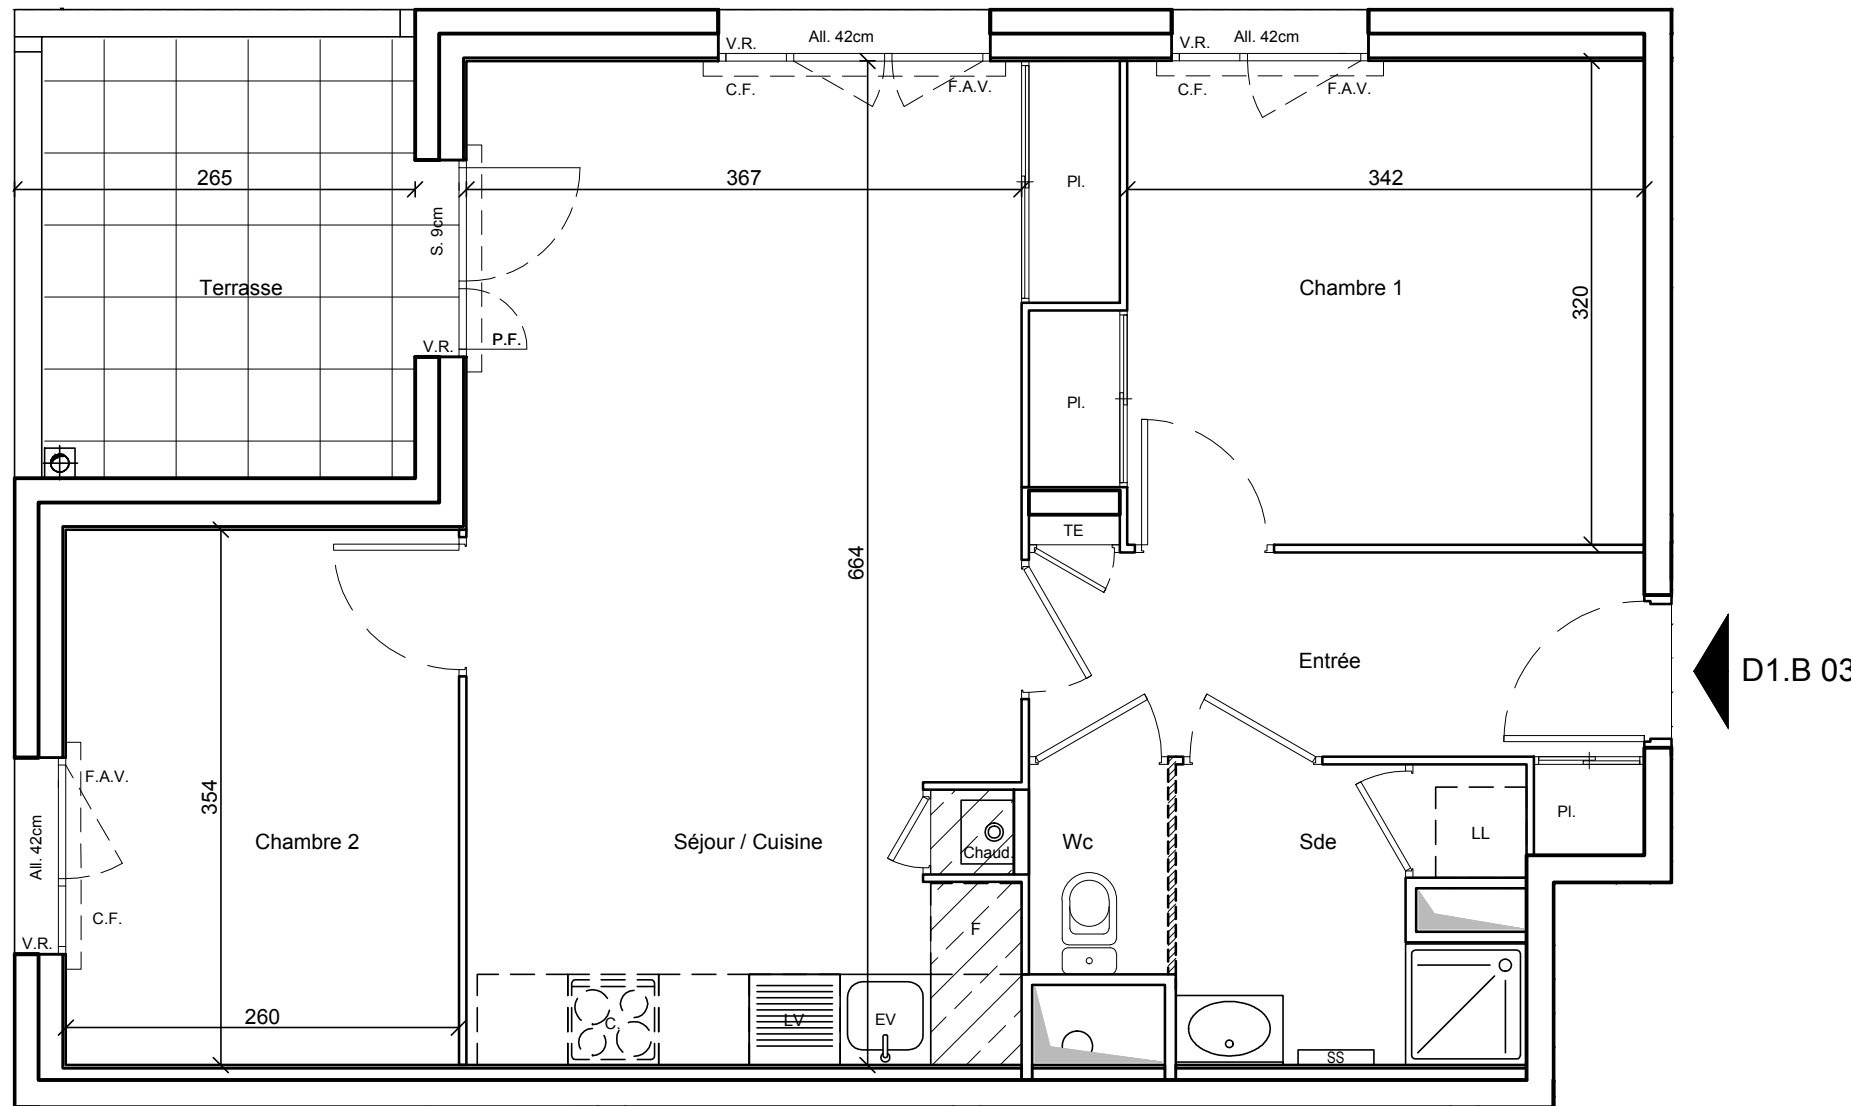 V.R.
All. 42cm
V.R.
All. 42cm
C.F.
F.A.V.
C.F.
F.A.V.
265
367
Pl.
342
S. 9cm
Terrasse
Chambre 1
320
V.R.
P.F.
Pl.
TE
664
Entrée
D1.B 03
F.A.V.
354
All. 42cm
Chambre 2
Séjour / Cuisine
Chaud.
Wc
Sde
LL
Pl.
C.F.
V.R.
F
260
C.
LV
EV
SS